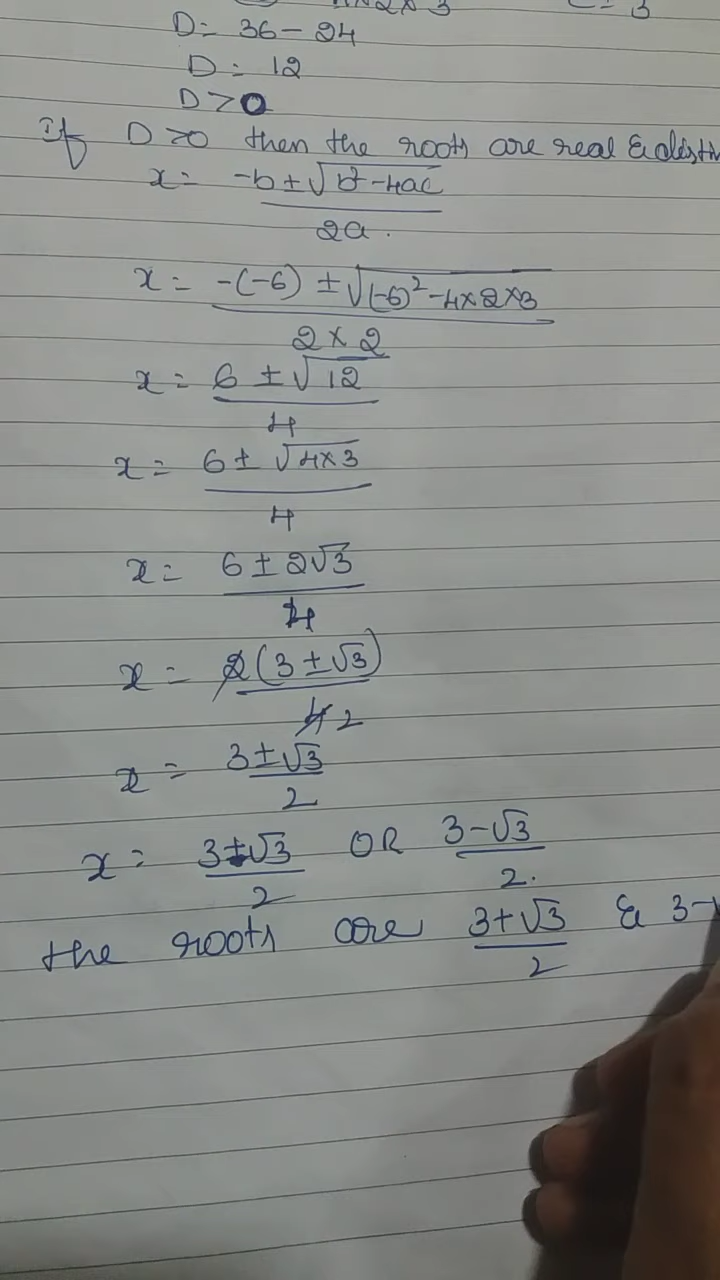 ×2×3
D = 36 - 24
D = 12
D > 0
If D > 0 then the roots are real &
x = -b ± √b² - 4ac
2a.
x = -(-6) ± √(-6)² - 4×2×3
2 × 2
x = 6 ± √12
4
x = 6 ± √4×3
4
x = 6 ± 2√3
4
x = 2(3 ± √3)
4 2
x = 3 ± √3
2
x = 3 + √3 OR 3 - √3
2 2.
the roots are 3 + √3 & 3 -
2